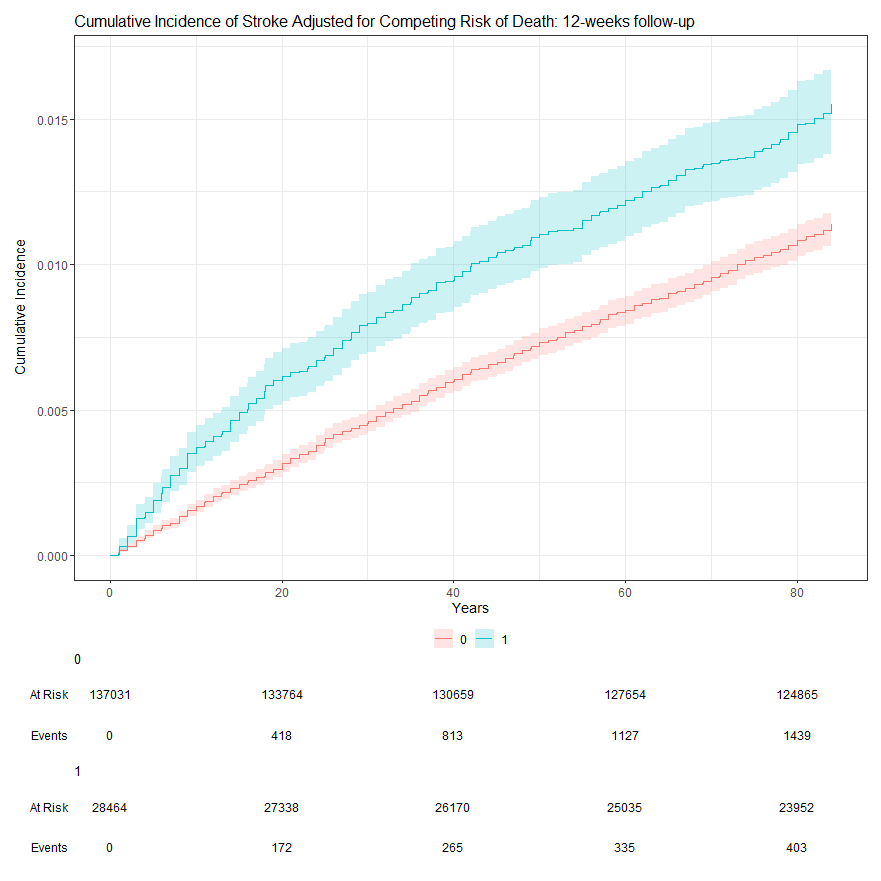 Cumulative Incidence of Stroke Adjusted for Competing Risk of Death: 12-weeks follow-up
0.015
0.010
0.005
0.000
Cumulative Incidence
0 20 40 60 80
Years
0 1
0
At Risk 137031 133764 130659 127654 124865
Events 0 418 813 1127 1439
1
At Risk 28464 27338 26170 25035 23952
Events 0 172 265 335 403